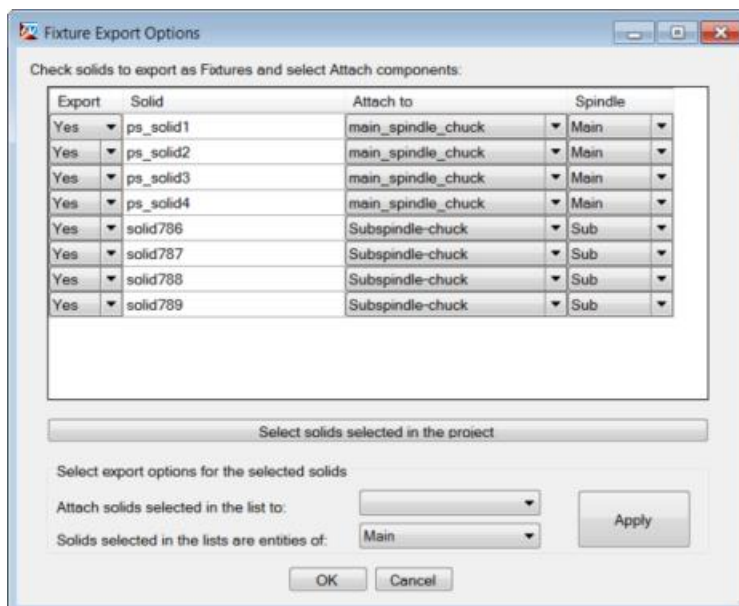 Fixture Export Options
Check solids to export as Fixtures and select Attach components:
Export Solid Attach to Spindle
Yes ps_solid1 main_spindle_chuck Main
Yes ps_solid2 main_spindle_chuck Main
Yes ps_solid3 main_spindle_chuck Main
Yes ps_solid4 main_spindle_chuck Main
Yes solid786 Subspindle-chuck Sub
Yes solid787 Subspindle-chuck Sub
Yes solid788 Subspindle-chuck Sub
Yes solid789 Subspindle-chuck Sub
Select solids selected in the project
Select export options for the selected solids
Attach solids selected in the list to:
Solids selected in the lists are entities of: Main
Apply
OK Cancel